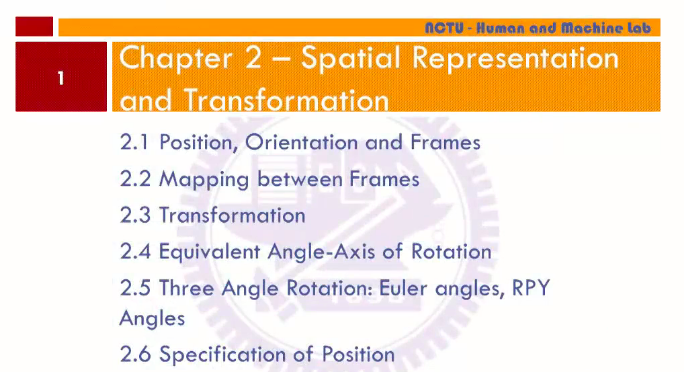 NCTU - Human and Machine Lab
1
Chapter 2 – Spatial Representation
and Transformation
2.1 Position, Orientation and Frames
2.2 Mapping between Frames
2.3 Transformation
2.4 Equivalent Angle-Axis of Rotation
2.5 Three Angle Rotation: Euler angles, RPY
Angles
2.6 Specification of Position